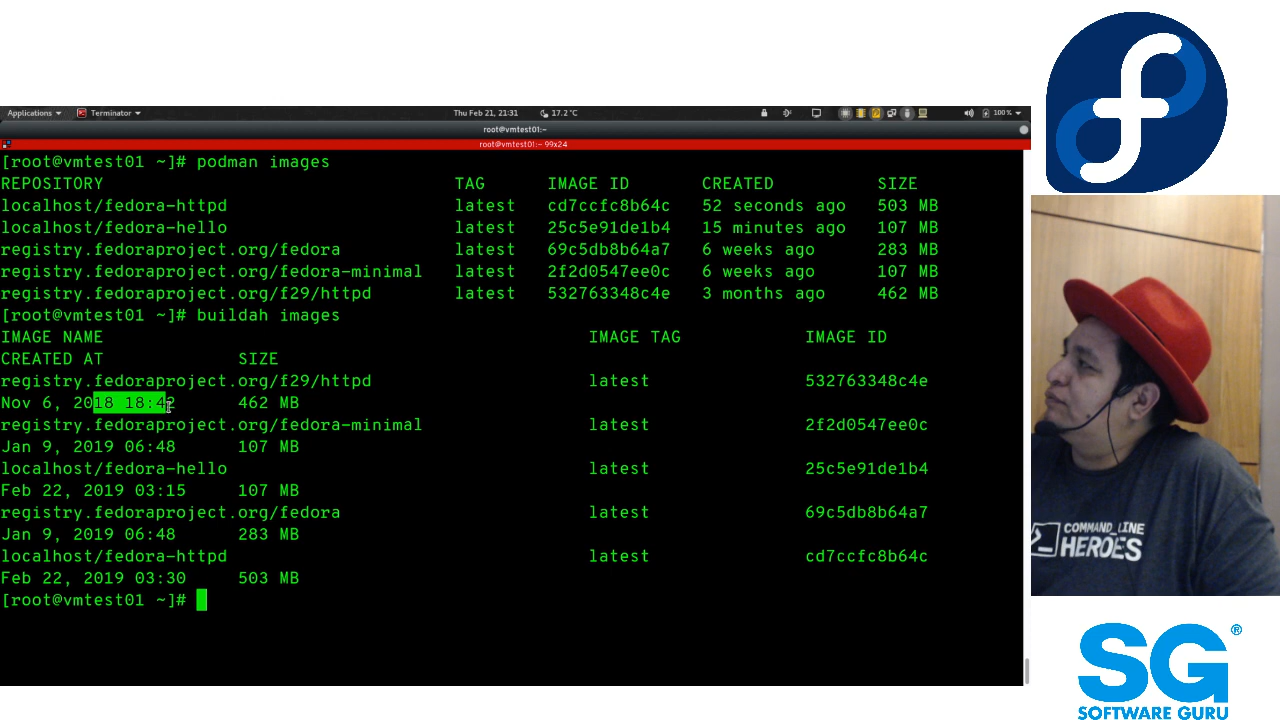 Applications Terminator Thu Feb 21, 21:31 17.2°C 100%
root@vmtest01:~
root@vmtest01:~ 99x24
[root@vmtest01 ~]# podman images
REPOSITORY TAG IMAGE ID CREATED SIZE
localhost/fedora-httpd latest cd7ccfc8b64c 52 seconds ago 503 MB
localhost/fedora-hello latest 25c5e91de1b4 15 minutes ago 107 MB
registry.fedoraproject.org/fedora latest 69c5db8b64a7 6 weeks ago 283 MB
registry.fedoraproject.org/fedora-minimal latest 2f2d0547ee0c 6 weeks ago 107 MB
registry.fedoraproject.org/f29/httpd latest 532763348c4e 3 months ago 462 MB
[root@vmtest01 ~]# buildah images
IMAGE NAME IMAGE TAG IMAGE ID
CREATED AT SIZE
registry.fedoraproject.org/f29/httpd latest 532763348c4e
Nov 6, 2018 18:42 462 MB
registry.fedoraproject.org/fedora-minimal latest 2f2d0547ee0c
Jan 9, 2019 06:48 107 MB
localhost/fedora-hello latest 25c5e91de1b4
Feb 22, 2019 03:15 107 MB
registry.fedoraproject.org/fedora latest 69c5db8b64a7
Jan 9, 2019 06:48 283 MB
localhost/fedora-httpd latest cd7ccfc8b64c
Feb 22, 2019 03:30 503 MB
[root@vmtest01 ~]#
COMMAND_LINE
HEROES
SG®
SOFTWARE GURU